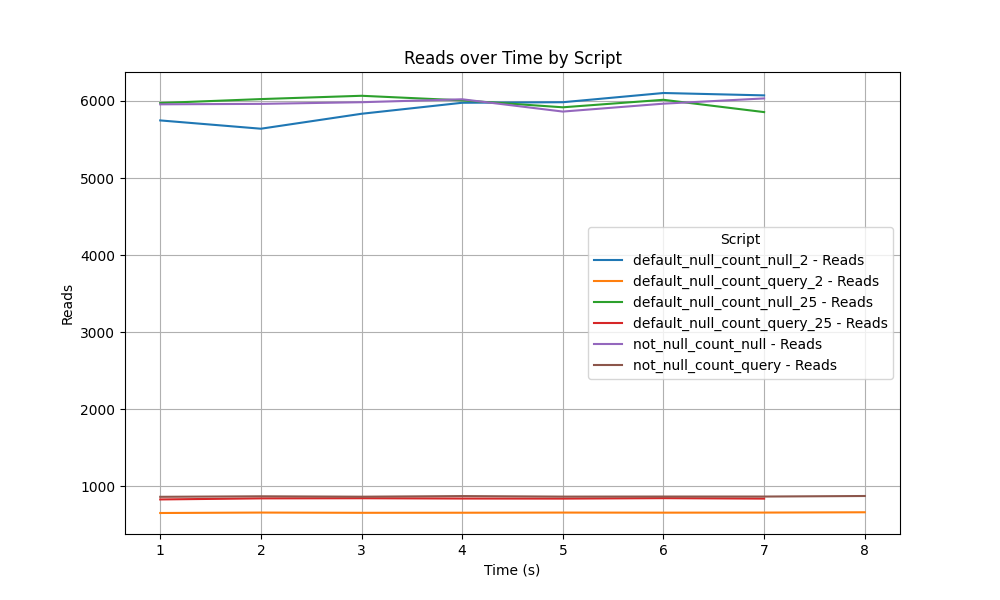 Reads over Time by Script
Reads
6000
5000
4000
3000
2000
1000
Script
default_null_count_null_2 - Reads
default_null_count_query_2 - Reads
default_null_count_null_25 - Reads
default_null_count_query_25 - Reads
not_null_count_null - Reads
not_null_count_query - Reads
1 2 3 4 5 6 7 8
Time (s)